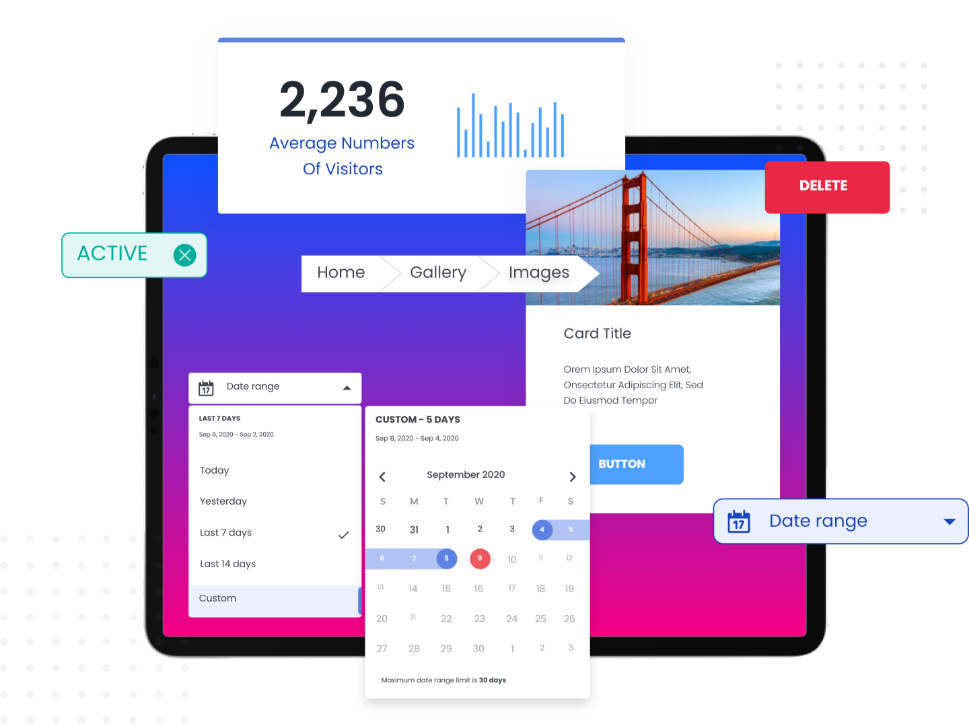 2,236
Average Numbers
Of Visitors
DELETE
ACTIVE
Home Gallery Images
Card Title
Orem Ipsum Dolor Sit Amet,
Onsectetur Adipiscing Elit, Sed
Do Eiusmod Tempor
BUTTON
17 Date range
LAST 7 DAYS
Sep 9, 2020 - Sep 2, 2020
Today
Yesterday
Last 7 days
Last 14 days
Custom
CUSTOM - 5 DAYS
Sep 8, 2020 - Sep 4, 2020
September 2020
S M T W T F S
30 31 1 2 3 4 5
6 7 8 9 10 11 12
13 14 15 16 17 18 19
20 21 22 23 24 25 26
27 28 29 30 1 2 3
Maximum date range limit is 30 days
17 Date range